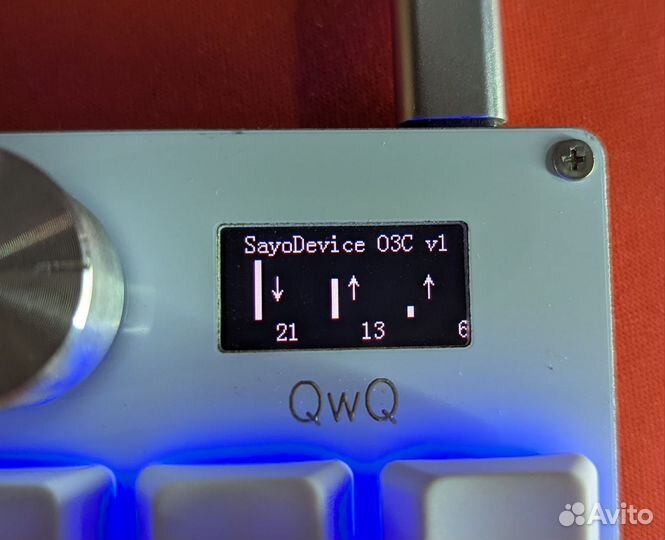 SayoDevice O3C v1
↓ ↑ ↑
21 13 6
QwQ
Avito